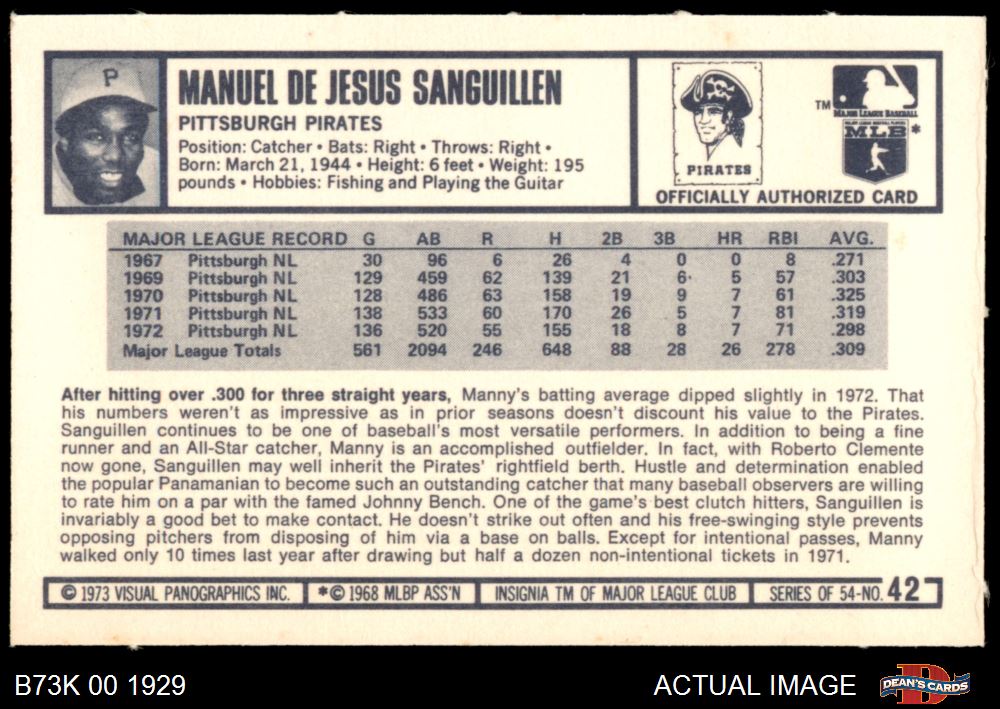 P
MANUEL DE JESUS SANGUILLEN
PITTSBURGH PIRATES
Position: Catcher • Bats: Right • Throws: Right •
Born: March 21, 1944 • Height: 6 feet • Weight: 195
pounds • Hobbies: Fishing and Playing the Guitar
PIRATES
TM
MAJOR LEAGUE BASEBALL
MAJOR LEAGUE BASEBALL PLAYERS
MLB*
OFFICIALLY AUTHORIZED CARD
MAJOR LEAGUE RECORD G AB R H 2B 3B HR RBI AVG.
1967 Pittsburgh NL 30 96 6 26 4 0 0 8 .271
1969 Pittsburgh NL 129 459 62 139 21 6 5 57 .303
1970 Pittsburgh NL 128 486 63 158 19 9 7 61 .325
1971 Pittsburgh NL 138 533 60 170 26 5 7 81 .319
1972 Pittsburgh NL 136 520 55 155 18 8 7 71 .298
Major League Totals 561 2094 246 648 88 28 26 278 .309
After hitting over .300 for three straight years, Manny's batting average dipped slightly in 1972. That
his numbers weren't as impressive as in prior seasons doesn't discount his value to the Pirates.
Sanguillen continues to be one of baseball's most versatile performers. In addition to being a fine
runner and an All-Star catcher, Manny is an accomplished outfielder. In fact, with Roberto Clemente
now gone, Sanguillen may well inherit the Pirates' rightfield berth. Hustle and determination enabled
the popular Panamanian to become such an outstanding catcher that many baseball observers are willing
to rate him on a par with the famed Johnny Bench. One of the game's best clutch hitters, Sanguillen is
invariably a good bet to make contact. He doesn't strike out often and his free-swinging style prevents
opposing pitchers from disposing of him via a base on balls. Except for intentional passes, Manny
walked only 10 times last year after drawing but half a dozen non-intentional tickets in 1971.
© 1973 VISUAL PANOGRAPHICS INC. *© 1968 MLBP ASS'N INSIGNIA TM OF MAJOR LEAGUE CLUB SERIES OF 54-NO. 42
B73K 00 1929
ACTUAL IMAGE
D
DEAN'S CARDS